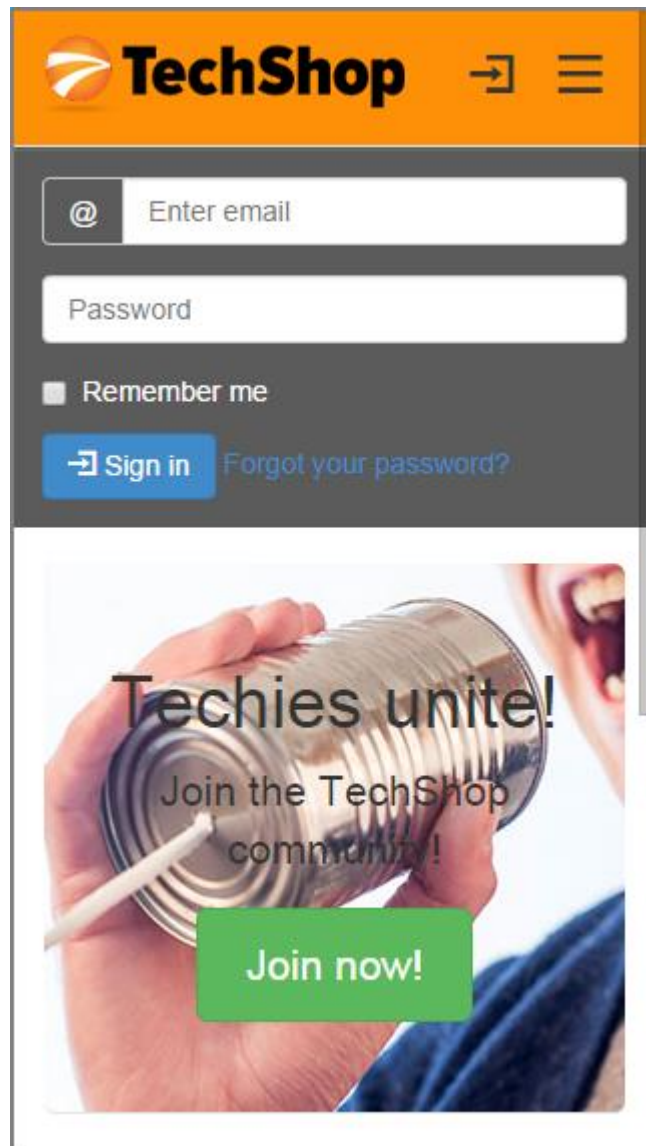 TechShop
@ Enter email
Password
Remember me
Sign in Forgot your password?
Techies unite!
Join the TechShop
community!
Join now!